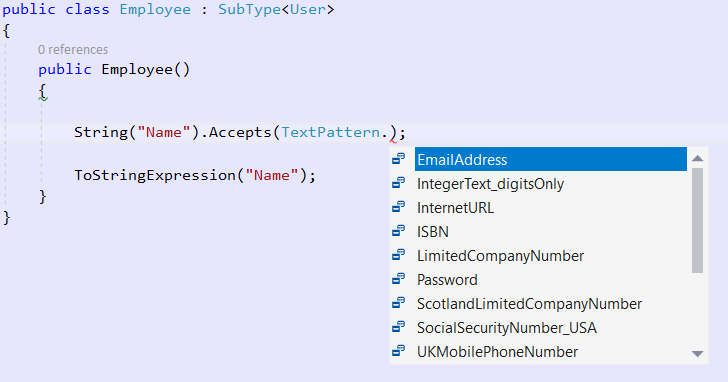 public class Employee : SubType<User>
{
0 references
public Employee()
{
String("Name").Accepts(TextPattern.);
EmailAddress
IntegerText_digitsOnly
InternetURL
ISBN
LimitedCompanyNumber
Password
ScotlandLimitedCompanyNumber
SocialSecurityNumber_USA
UKMobilePhoneNumber
ToStringExpression("Name");
}
}